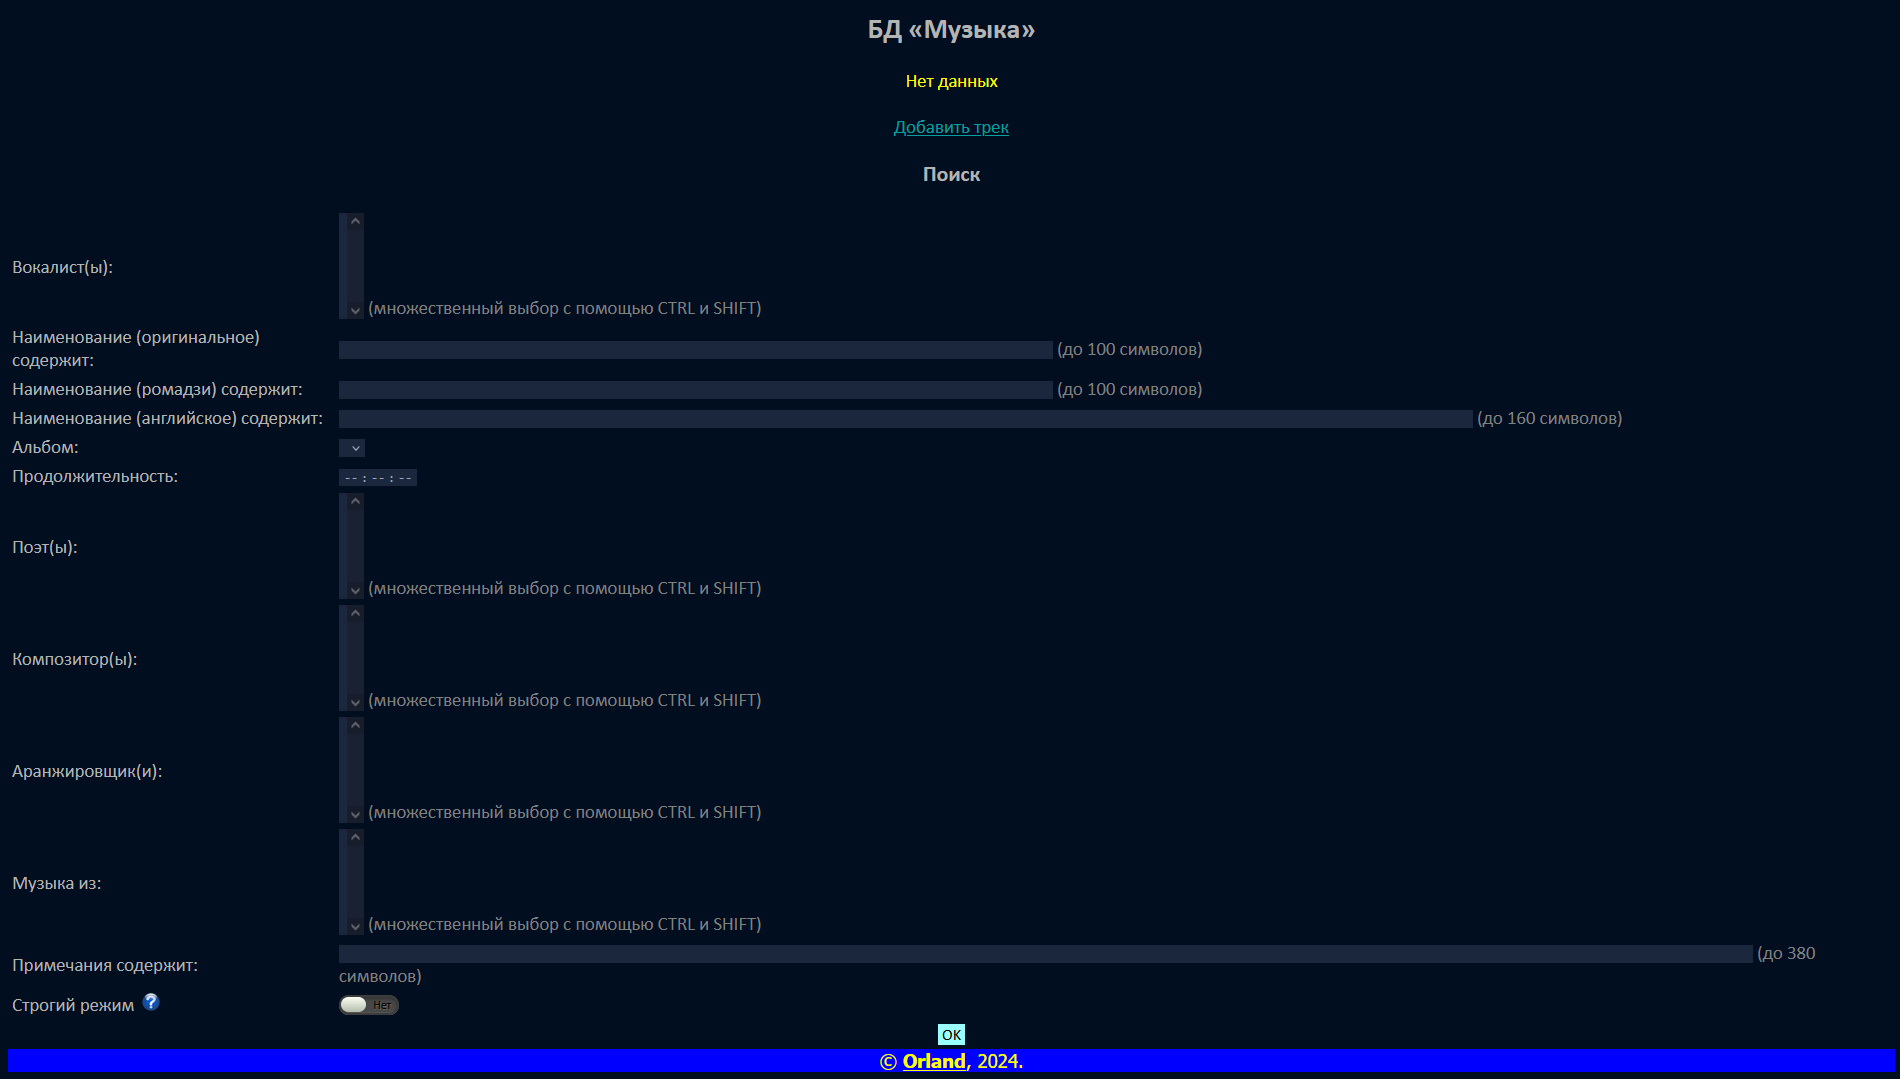 БД «Музыка»
Нет данных
Добавить трек
Поиск
Вокалист(ы):
(множественный выбор с помощью CTRL и SHIFT)
Наименование (оригинальное)
содержит:
(до 100 символов)
Наименование (ромадзи) содержит: (до 100 символов)
Наименование (английское) содержит: (до 160 символов)
Альбом:
Продолжительность: -- : -- : --
Поэт(ы):
(множественный выбор с помощью CTRL и SHIFT)
Композитор(ы):
(множественный выбор с помощью CTRL и SHIFT)
Аранжировщик(и):
(множественный выбор с помощью CTRL и SHIFT)
Музыка из:
(множественный выбор с помощью CTRL и SHIFT)
Примечания содержит:
(до 380
символов)
Строгий режим ? Нет
OK
© Orland, 2024.